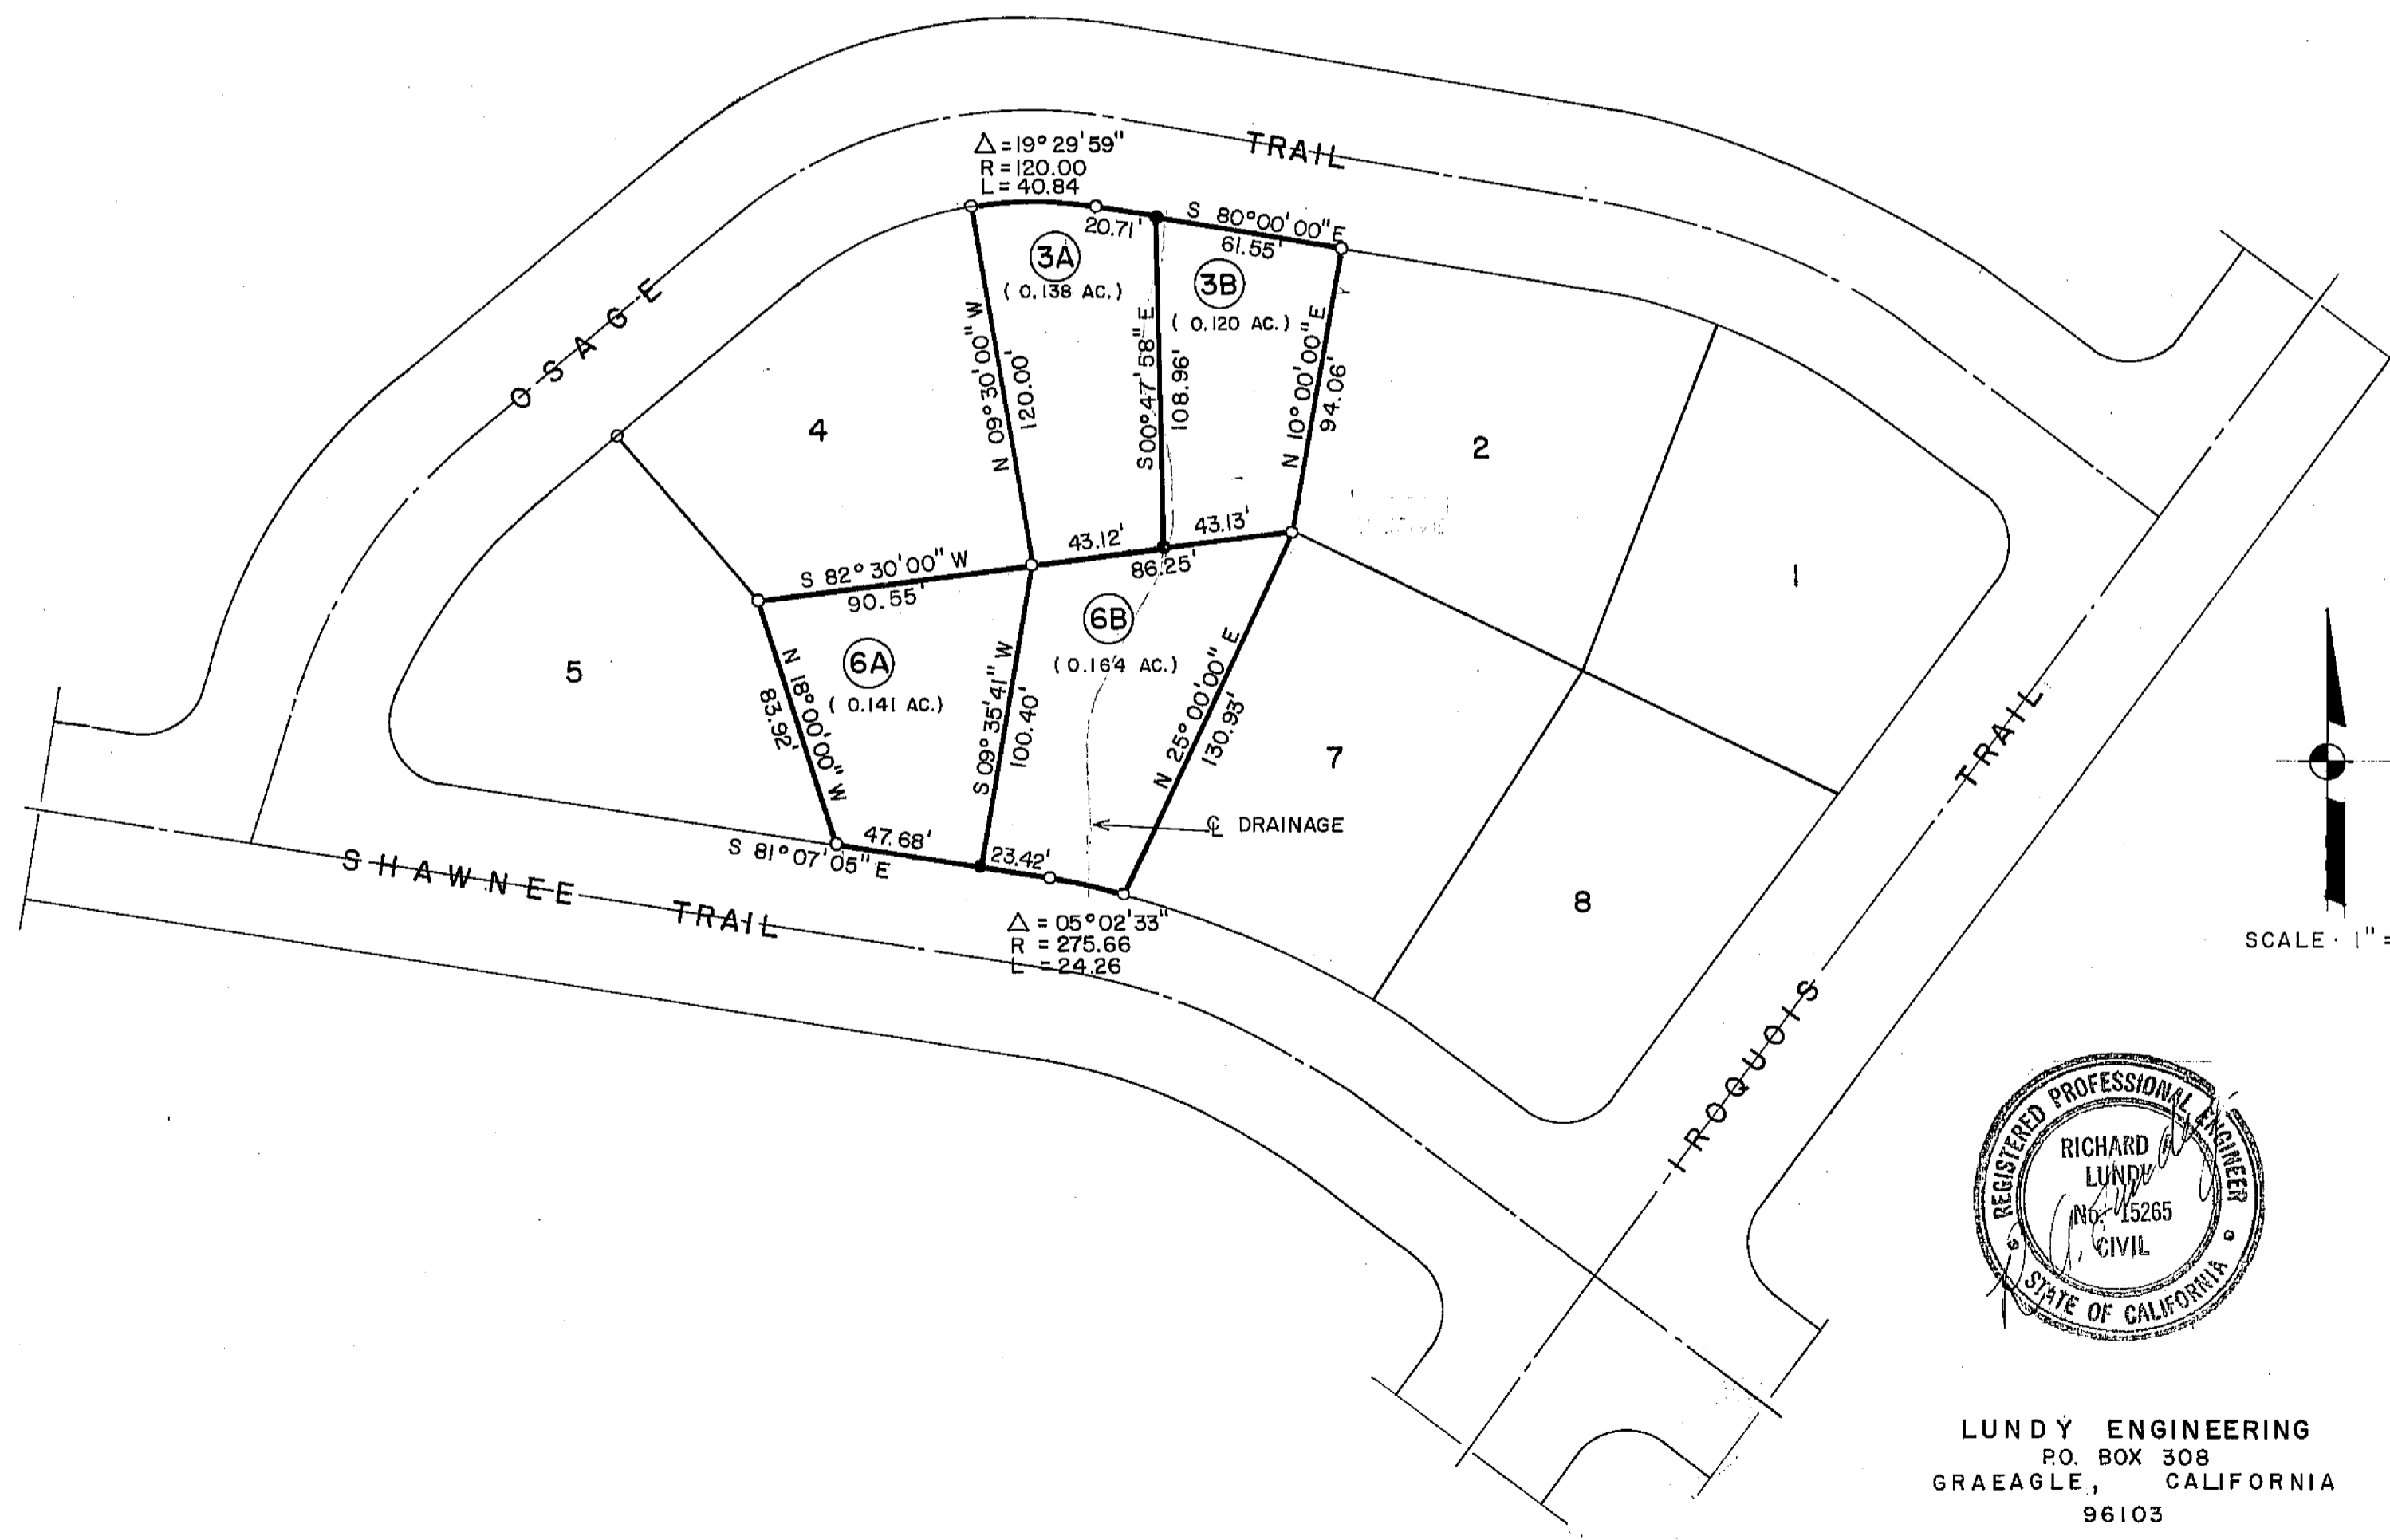 TRAIL
Δ = 19° 29' 59"
R = 120.00
L = 40.84
20.71'
S 80°00'00" E
61.55'
3A
( 0.138 AC.)
3B
( 0.120 AC.)
OSAGE
N 09° 30' 00" W
120.00'
S 00° 47' 58" E
108.96'
N 10° 00' 00" E
94.06'
4
2
1
43.12'
43.13'
86.25'
S 82° 30' 00" W
90.55'
5
6A
( 0.141 AC.)
6B
( 0.164 AC.)
N 18° 00' 00" W
83.92'
S 09° 35' 41" W
100.40'
N 25° 00' 00" E
130.93'
7
TRAIL
℄ DRAINAGE
47.68'
S 81° 07' 05" E
23.42'
SHAWNEE TRAIL
8
Δ = 05° 02' 33"
R = 275.66
L = 24.26
SCALE · 1" =
IROQUOIS
REGISTERED PROFESSIONAL ENGINEER
RICHARD
LUNDY
No. 15265
CIVIL
STATE OF CALIFORNIA
LUNDY ENGINEERING
P.O. BOX 308
GRAEAGLE, CALIFORNIA
96103